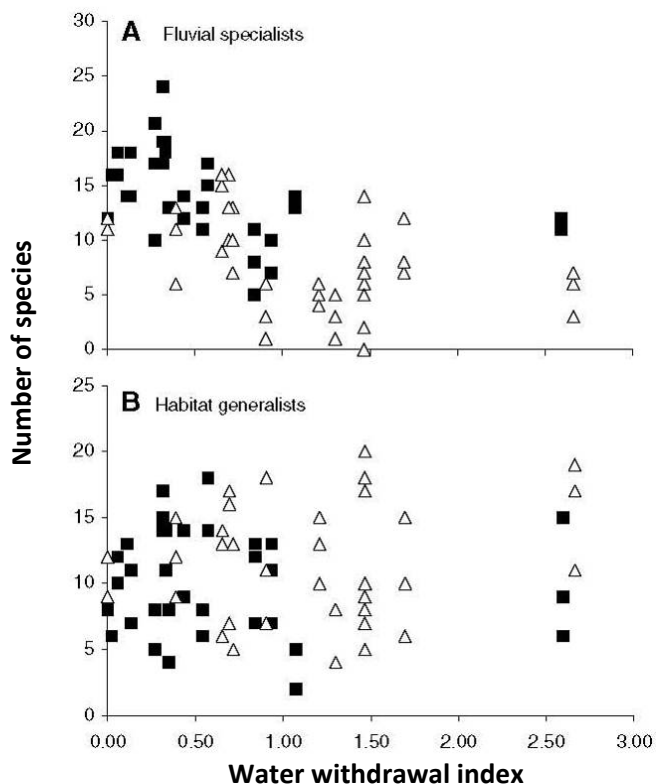 30
A Fluvial specialists
25
20
15
10
5
0
Number of species
25
B Habitat generalists
20
15
10
5
0
0.00 0.50 1.00 1.50 2.00 2.50 3.00
Water withdrawal index